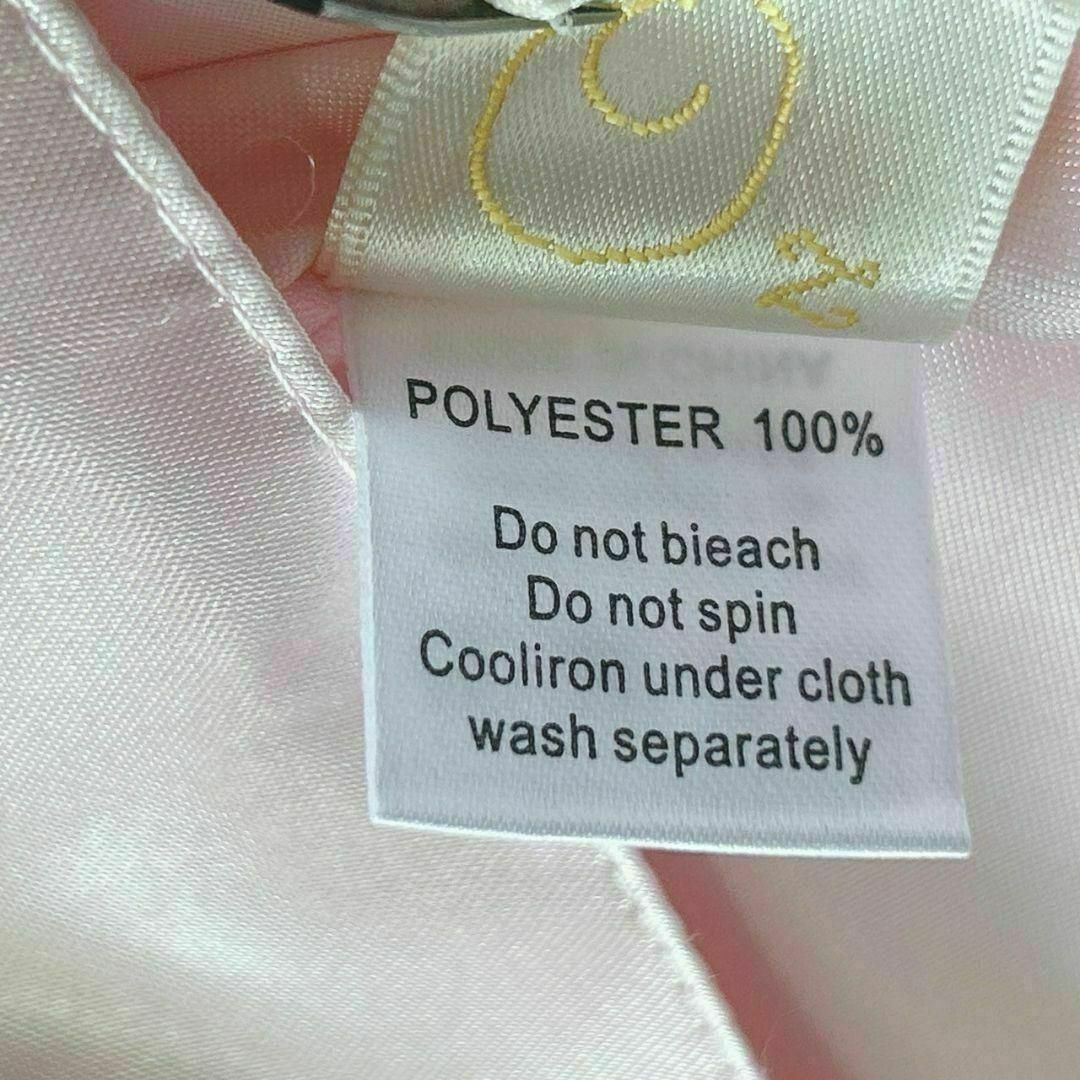 POLYESTER 100%
Do not bieach
Do not spin
Cooliron under cloth
wash separately